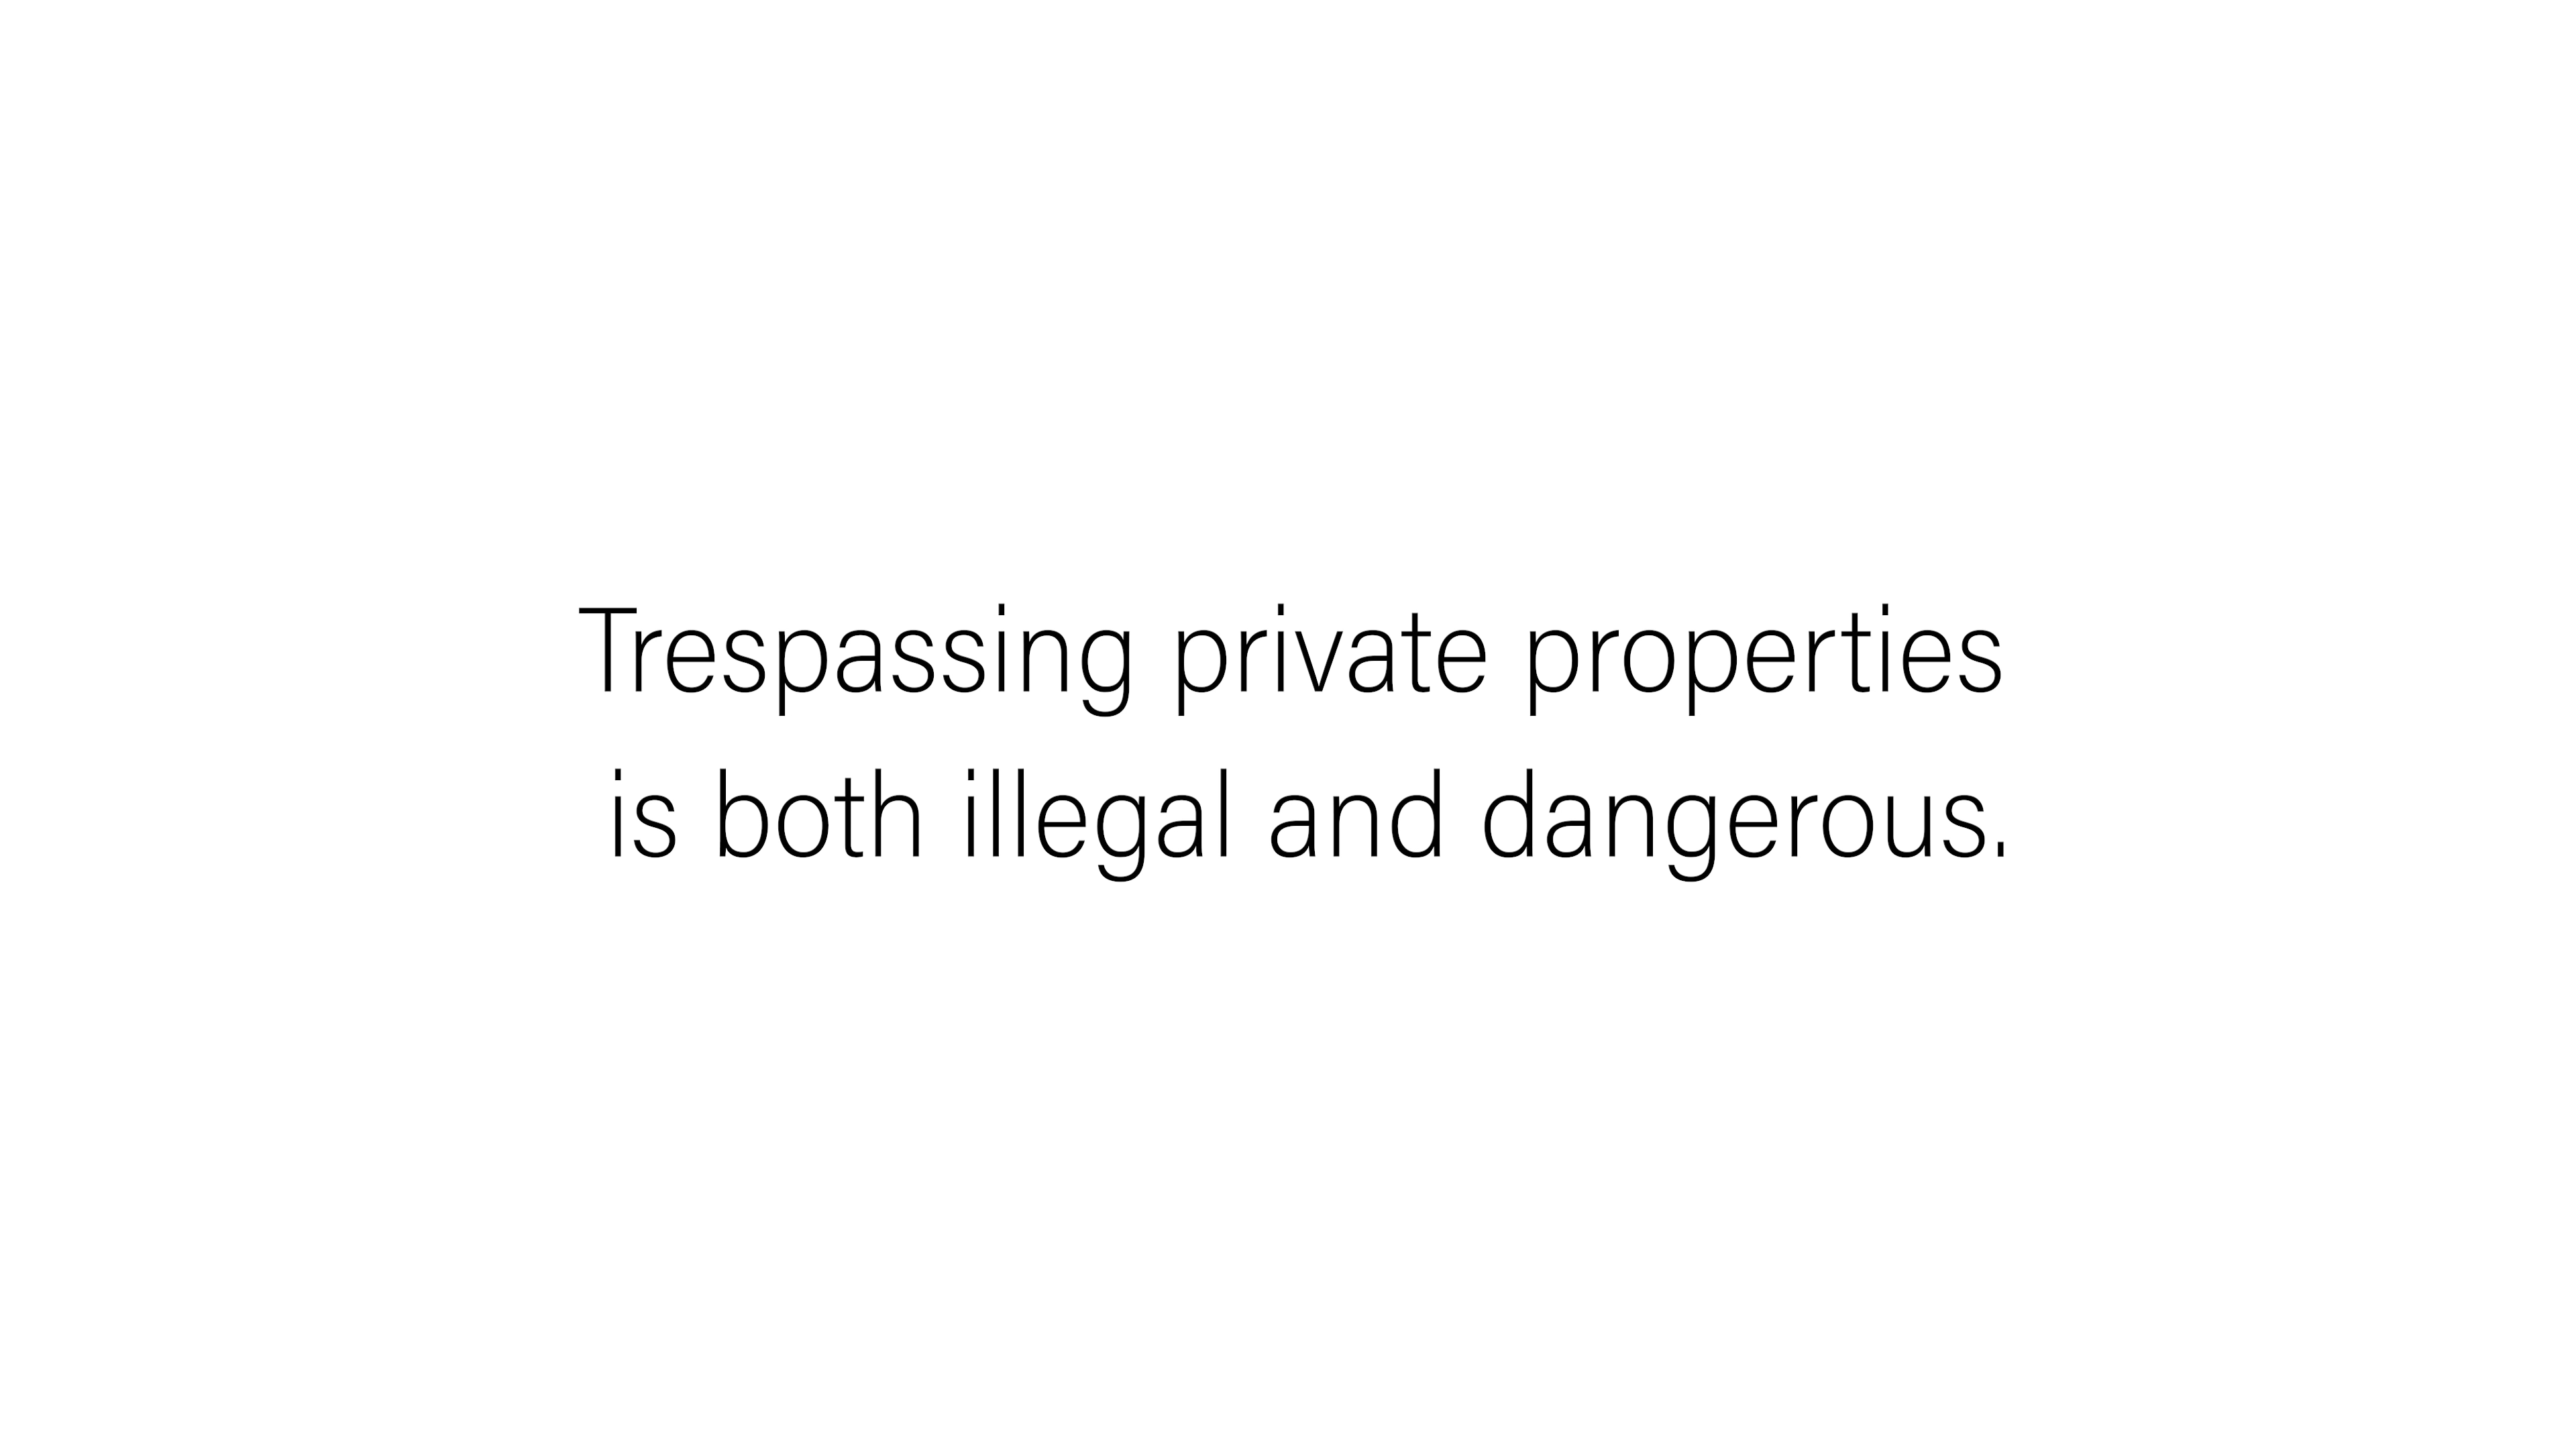 Trespassing private properties
is both illegal and dangerous.